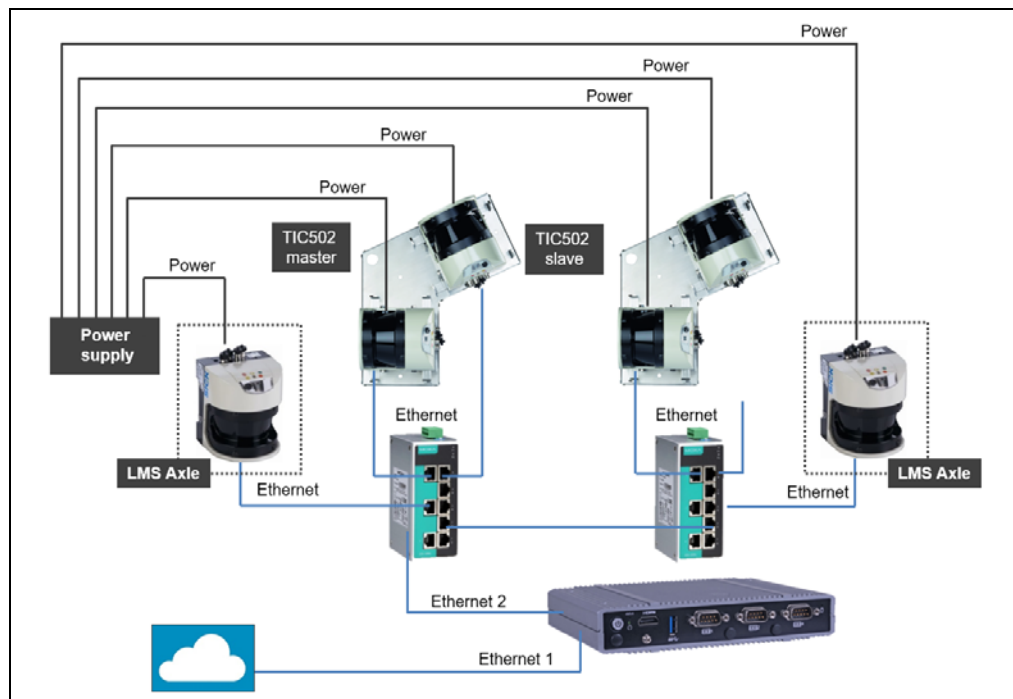 Power
Power
Power
Power
Power
TIC502
master
TIC502
slave
Power
Power
supply
Ethernet
Ethernet
LMS Axle
LMS Axle
Ethernet
Ethernet
Ethernet 2
Ethernet 1